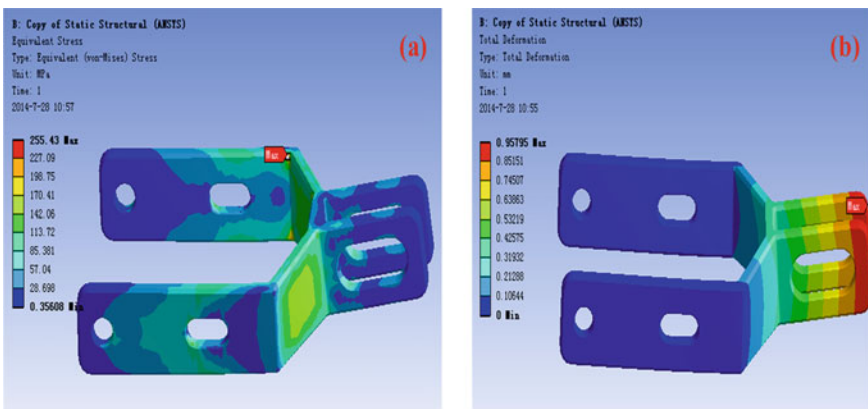 B: Copy of Static Structural (ANSYS)
Equivalent Stress
Type: Equivalent (von-Mises) Stress
Unit: MPa
Time: 1
2014-7-28 10:57
(a)
255.43 Max
227.09
198.75
170.41
142.06
113.72
85.381
57.04
28.698
0.35608 Min
Max
B: Copy of Static Structural (ANSYS)
Total Deformation
Type: Total Deformation
Unit: mm
Time: 1
2014-7-28 10:55
(b)
0.95795 Max
0.85151
0.74507
0.63863
0.53219
0.42575
0.31932
0.21288
0.10644
0 Min
Max